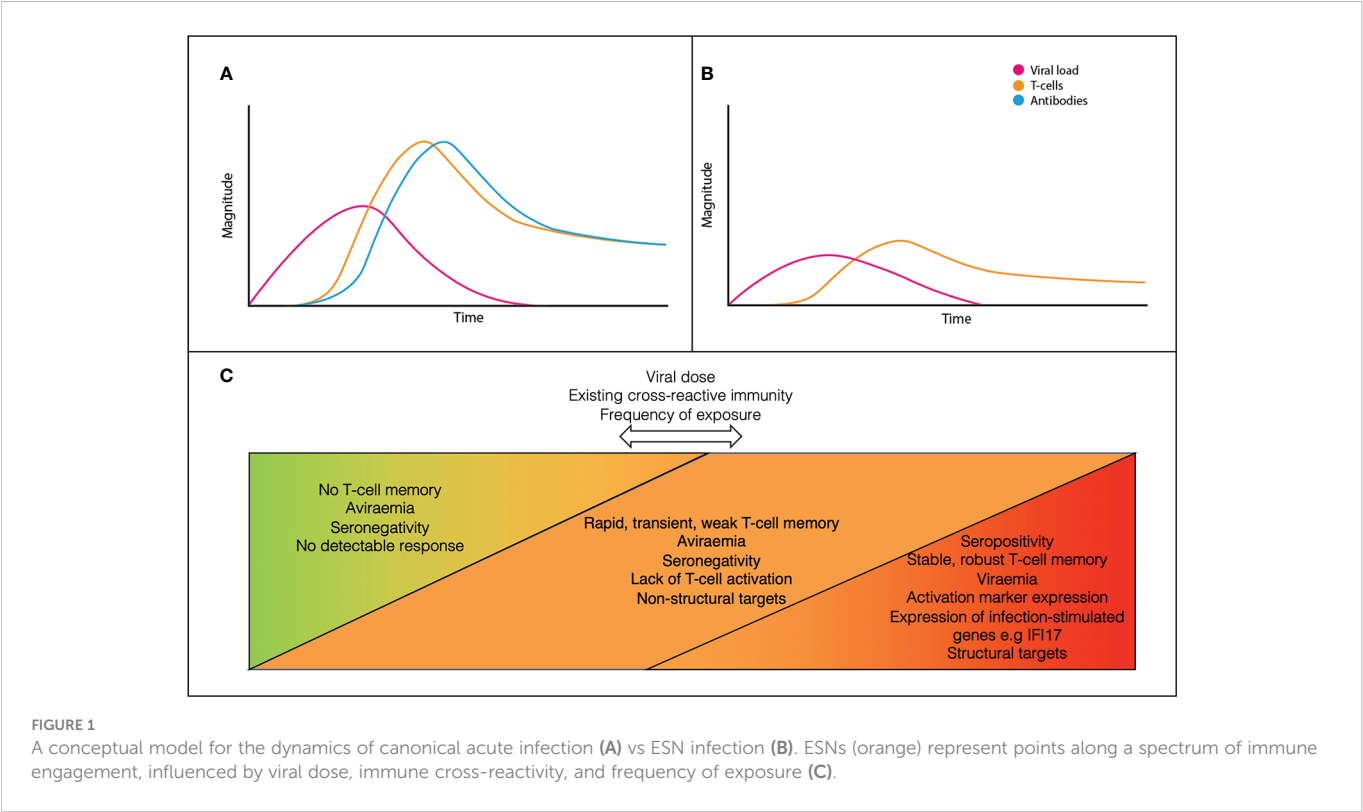 A
Magnitude
Time
B
Viral load
T-cells
Antibodies
Magnitude
Time
C
Viral dose
Existing cross-reactive immunity
Frequency of exposure
No T-cell memory
Aviraemia
Seronegativity
No detectable response
Rapid, transient, weak T-cell memory
Aviraemia
Seronegativity
Lack of T-cell activation
Non-structural targets
Seropositivity
Stable, robust T-cell memory
Viraemia
Activation marker expression
Expression of infection-stimulated
genes e.g IFI17
Structural targets
FIGURE 1
A conceptual model for the dynamics of canonical acute infection (A) vs ESN infection (B). ESNs (orange) represent points along a spectrum of immune
engagement, influenced by viral dose, immune cross-reactivity, and frequency of exposure (C).